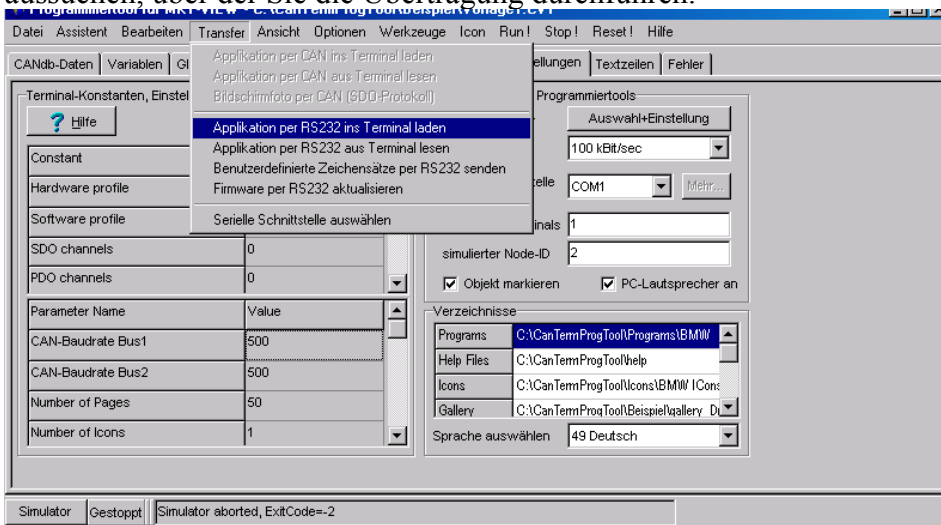 aussuchen, über der Sie die Übertragung durchführen.
Programmiertool für MKT-VIEW - C:\CanTermProgTool\Beispiel\
Datei Assistent Bearbeiten Transfer Ansicht Optionen Werkzeuge Icon Run! Stop! Reset! Hilfe
CANdb-Daten Variablen Gl ellungen Textzeilen Fehler
Applikation per CAN ins Terminal laden
Applikation per CAN aus Terminal lesen
Bildschirmfoto per CAN (SDO-Protokoll)
Applikation per RS232 ins Terminal laden
Applikation per RS232 aus Terminal lesen
Benutzerdefinierte Zeichensätze per RS232 senden
Firmware per RS232 aktualisieren
Serielle Schnittstelle auswählen
Terminal-Konstanten, Einstel
? Hilfe
Constant
Hardware profile
Software profile
SDO channels 0
PDO channels 0
Parameter Name Value
CAN-Baudrate Bus1 500
CAN-Baudrate Bus2 500
Number of Pages 50
Number of Icons 1
Programmiertools
Auswahl+Einstellung
100 kBit/sec
telle COM1 Mehr...
inals 1
simulierter Node-ID 2
Objekt markieren PC-Lautsprecher an
Verzeichnisse
Programs C:\CanTermProgTool\Programs\BMW
Help Files C:\CanTermProgTool\help
Icons C:\CanTermProgTool\Icons\BMW ICons
Gallery C:\CanTermProgTool\Beispiel\gallery_D
Sprache auswählen 49 Deutsch
Simulator Gestoppt Simulator aborted, ExitCode=-2